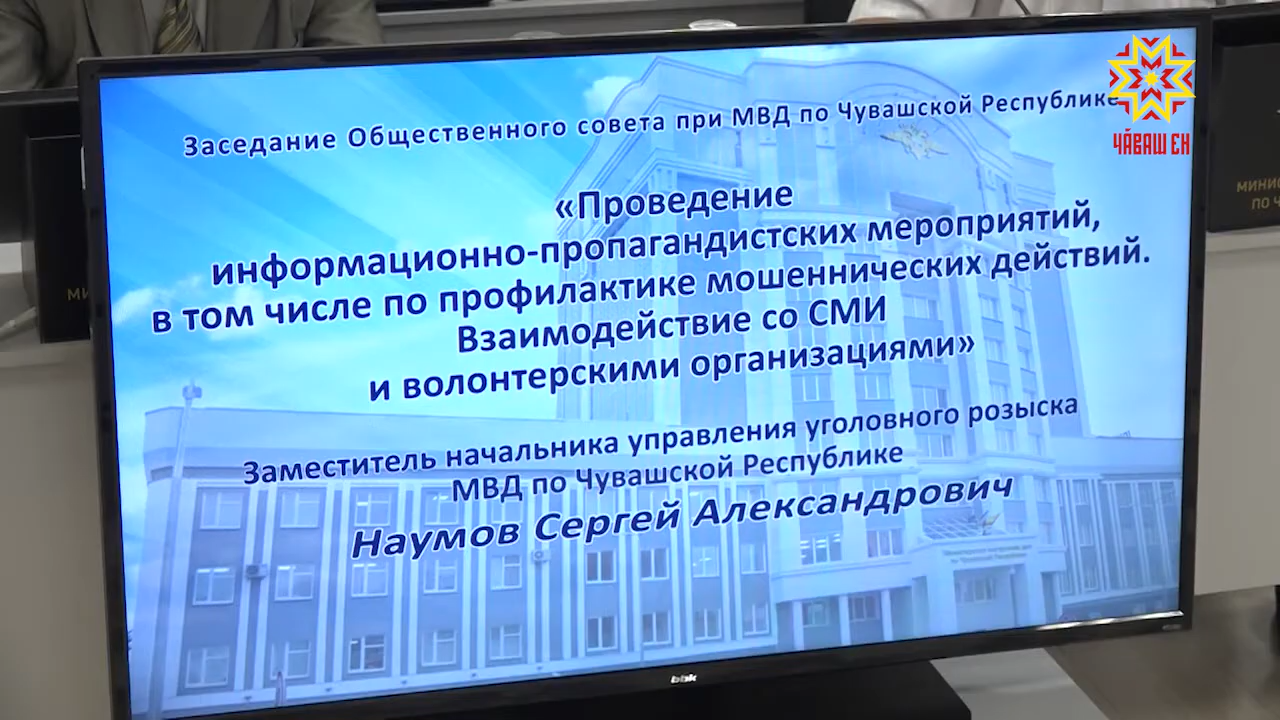 Заседание Общественного совета при МВД по Чувашской Республике
ЧĂВАШ ЕН
«Проведение
информационно-пропагандистских мероприятий,
в том числе по профилактике мошеннических действий.
Взаимодействие со СМИ
и волонтерскими организациями»
Заместитель начальника управления уголовного розыска
МВД по Чувашской Республике
Наумов Сергей Александрович
bbk